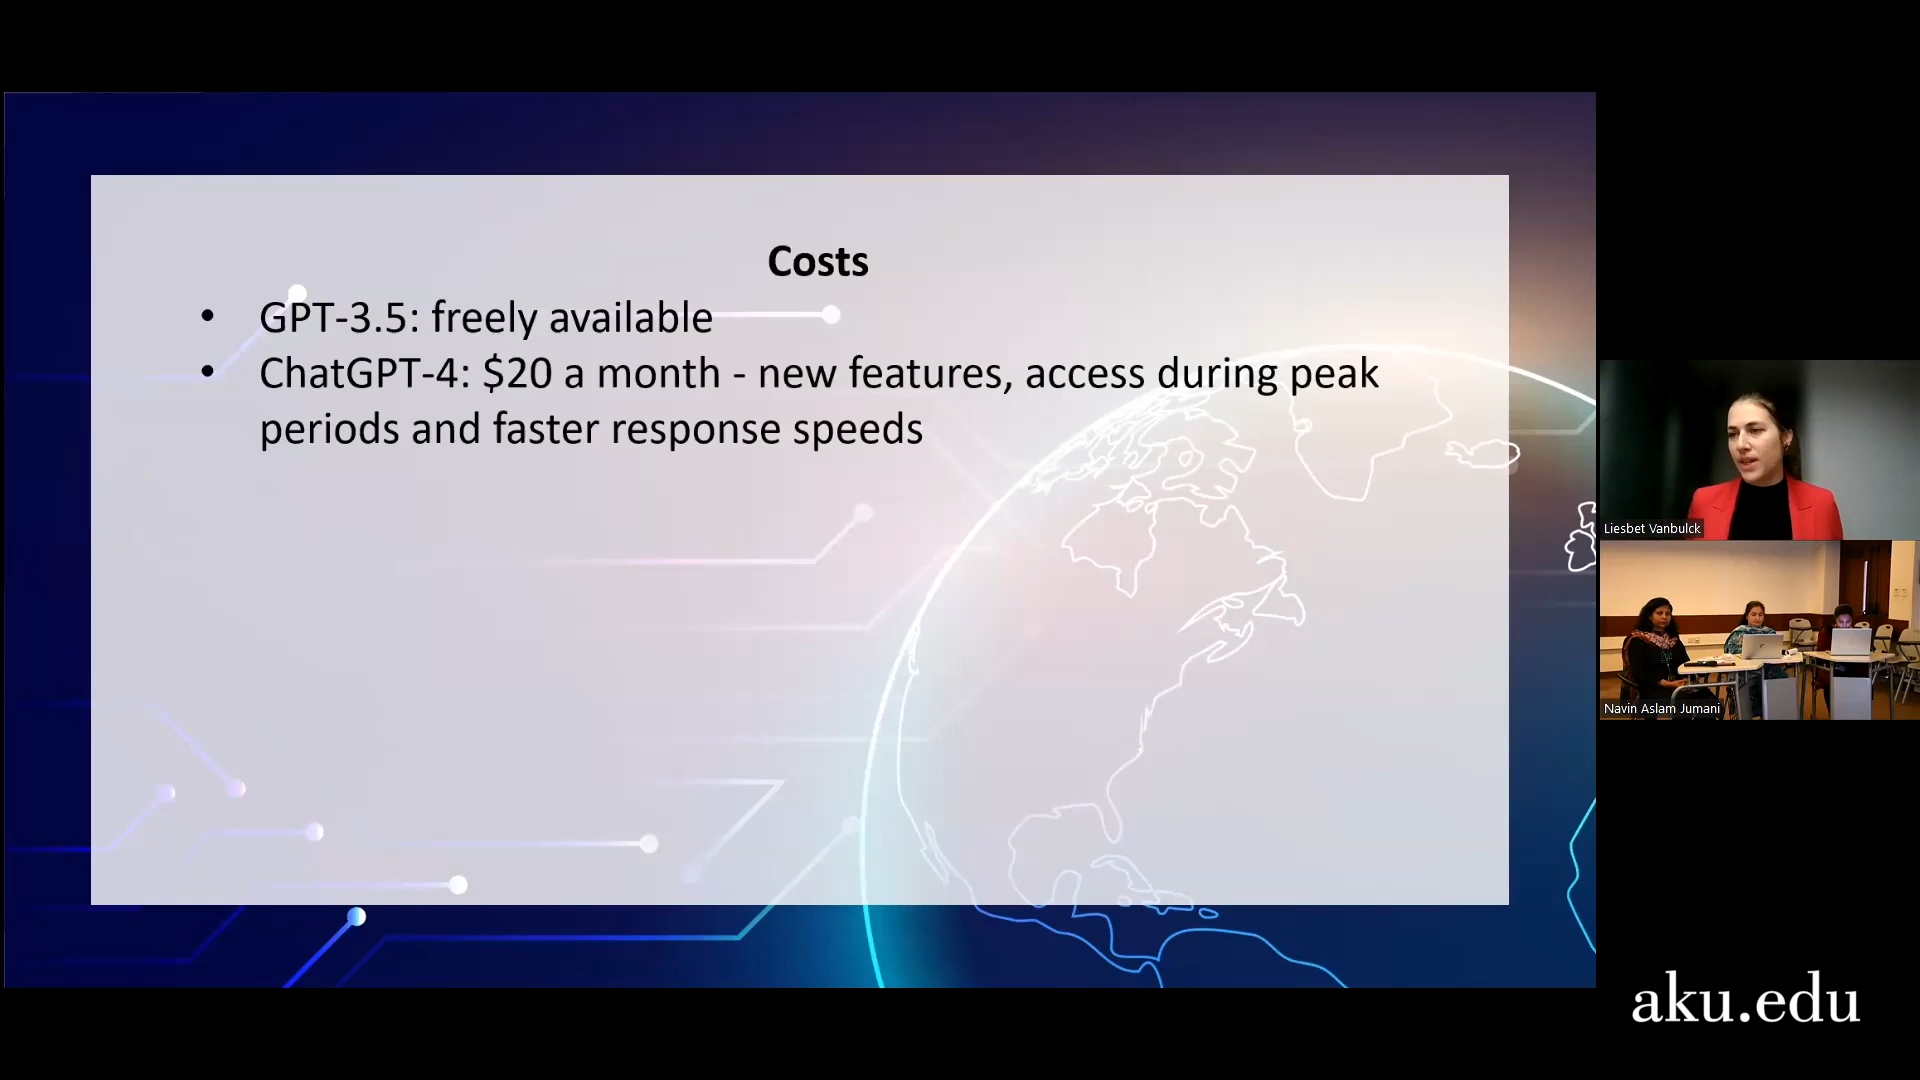 Costs
• GPT-3.5: freely available
• ChatGPT-4: $20 a month - new features, access during peak
periods and faster response speeds
Liesbet Vanbulck
Navin Aslam Jumani
aku.edu